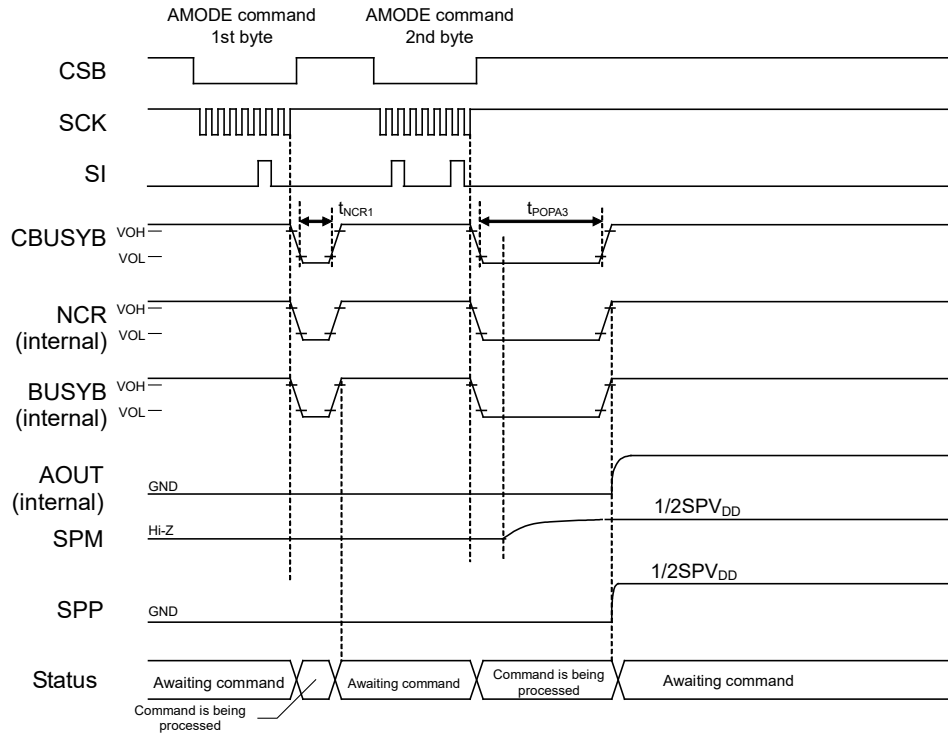 AMODE command
1st byte
AMODE command
2nd byte
CSB
SCK
SI
tNCR1
tPOPA3
CBUSYB
VOH
VOL
NCR
(internal)
VOH
VOL
BUSYB
(internal)
VOH
VOL
AOUT
(internal)
GND
1/2SPVDD
SPM
Hi-Z
1/2SPVDD
SPP
GND
Status
Awaiting command
Awaiting command
Command is being
processed
Awaiting command
Command is being
processed